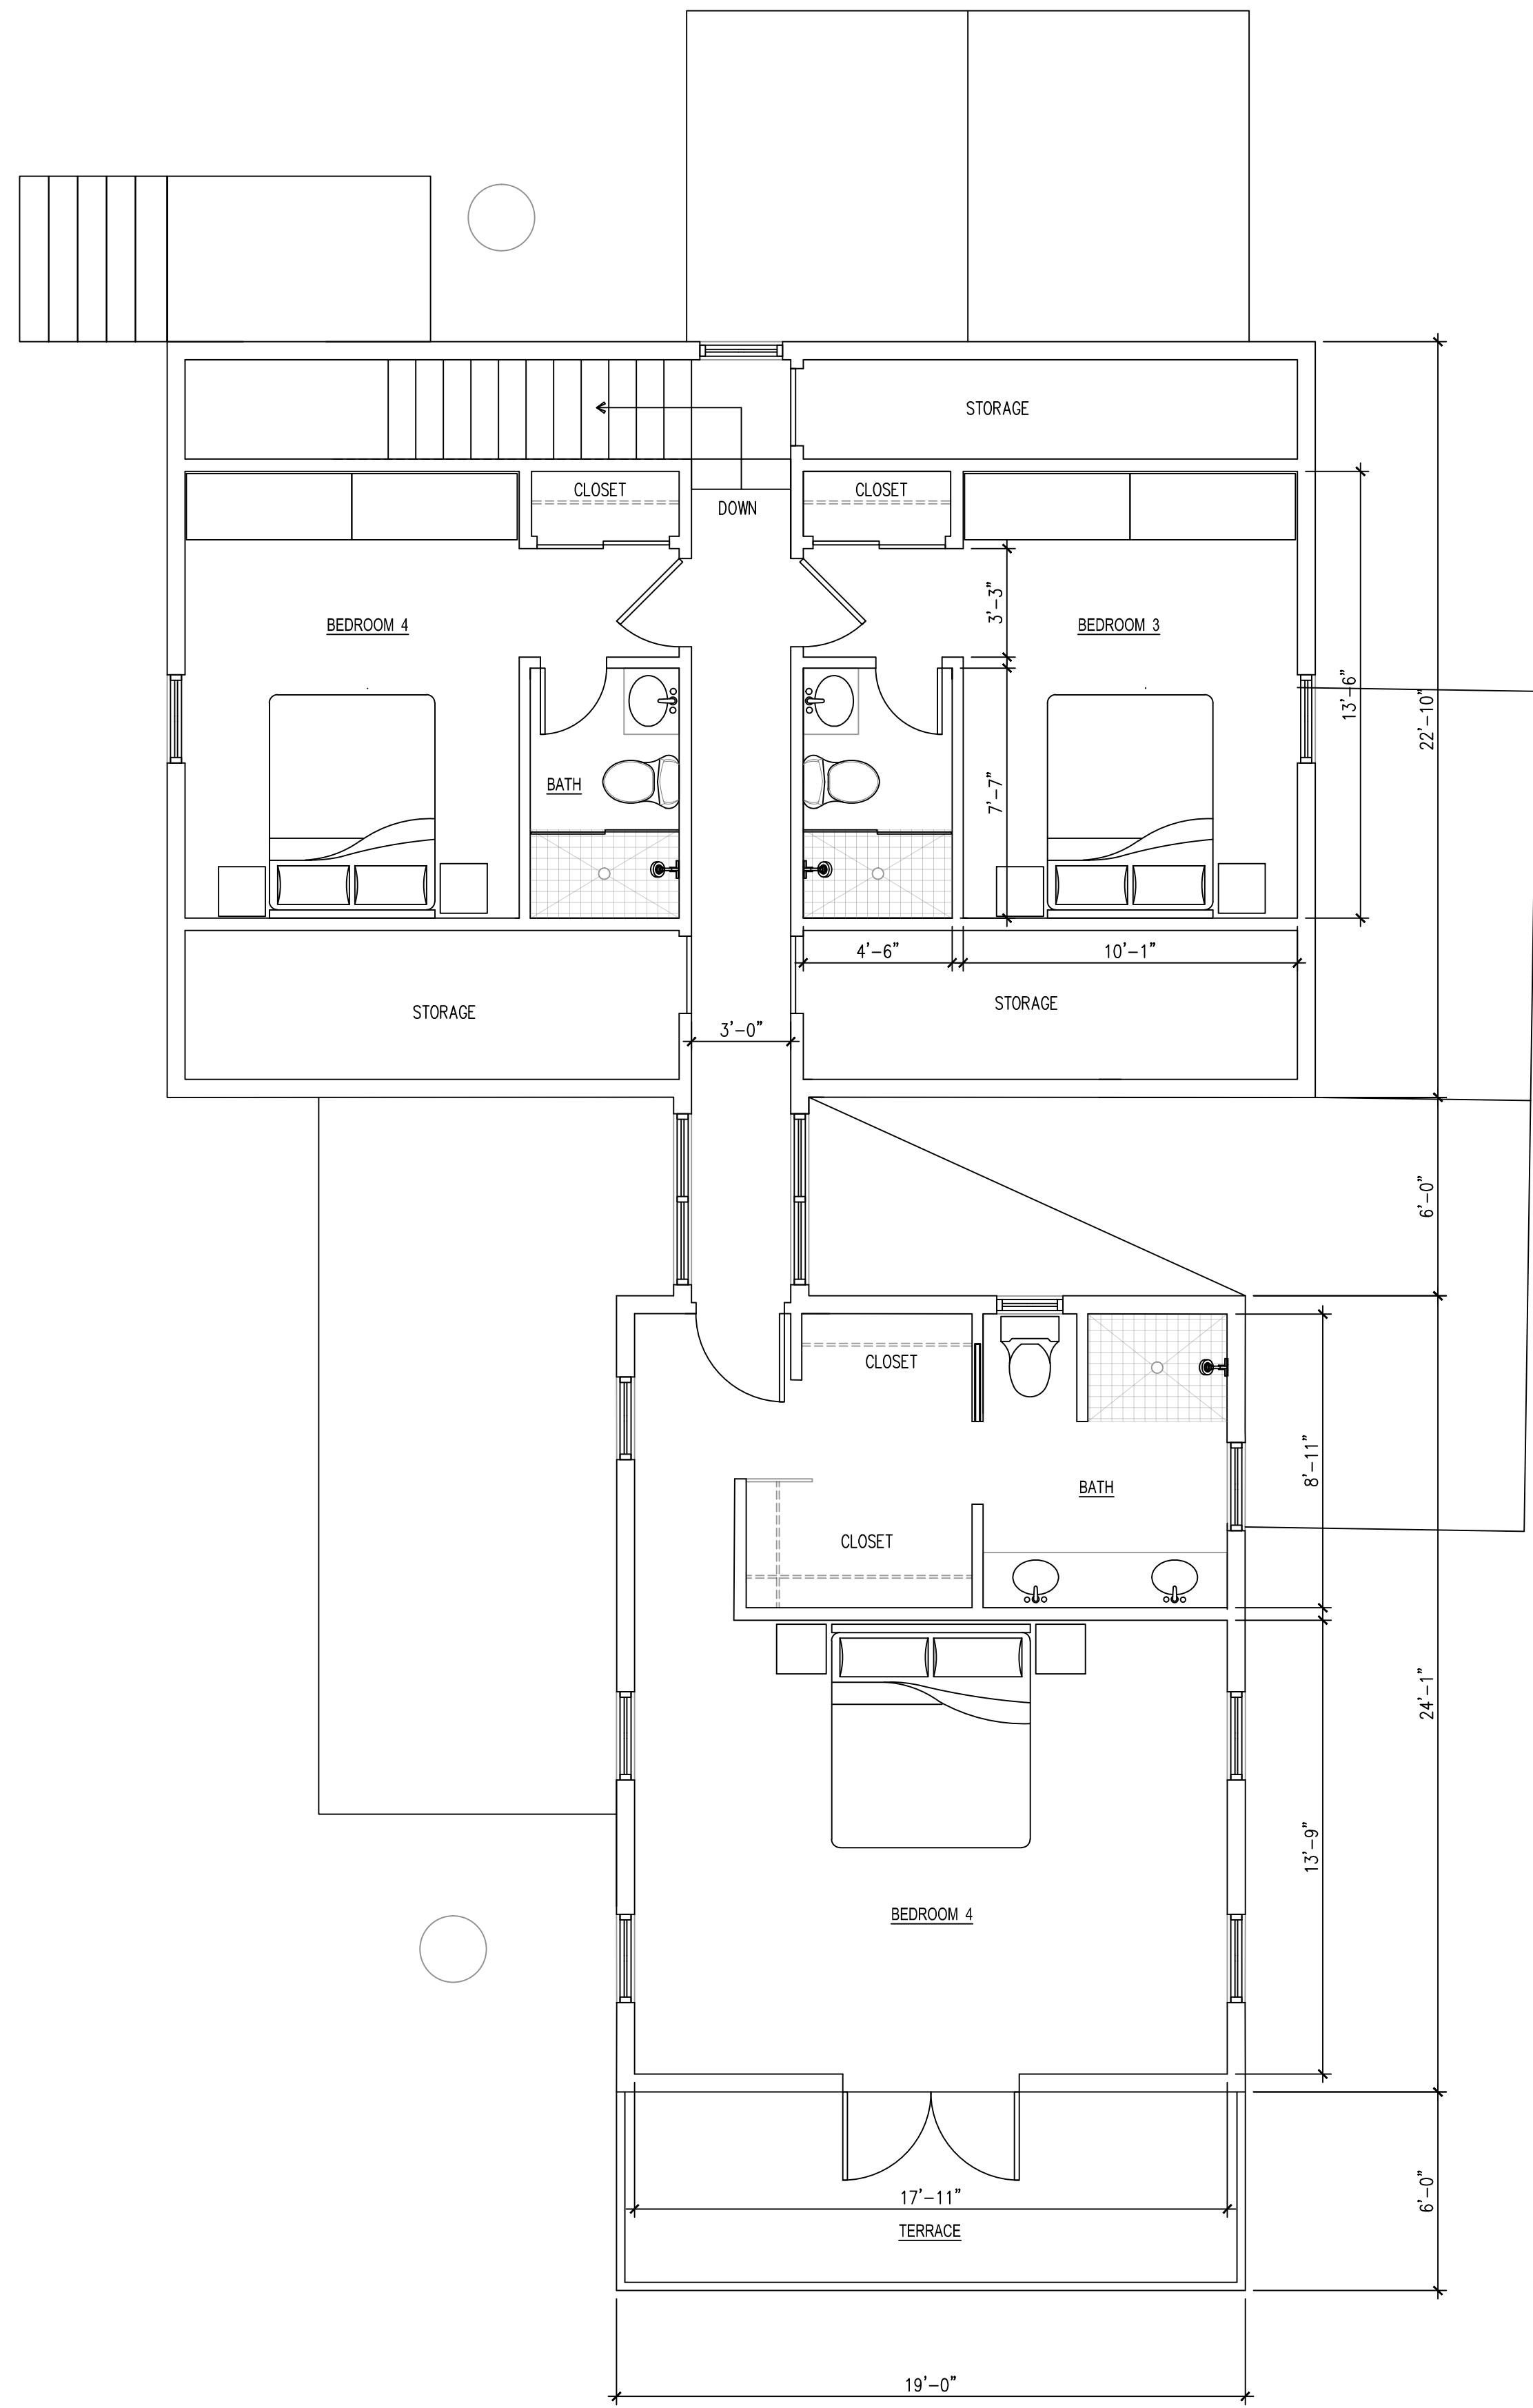 STORAGE
CLOSET
CLOSET
DOWN
3'-3"
BEDROOM 4
BEDROOM 3
13'-6"
22'-10"
BATH
7'-7"
4'-6"
10'-1"
STORAGE
STORAGE
3'-0"
6'-0"
CLOSET
8'-11"
BATH
CLOSET
24'-1"
13'-9"
BEDROOM 4
17'-11"
6'-0"
TERRACE
19'-0"